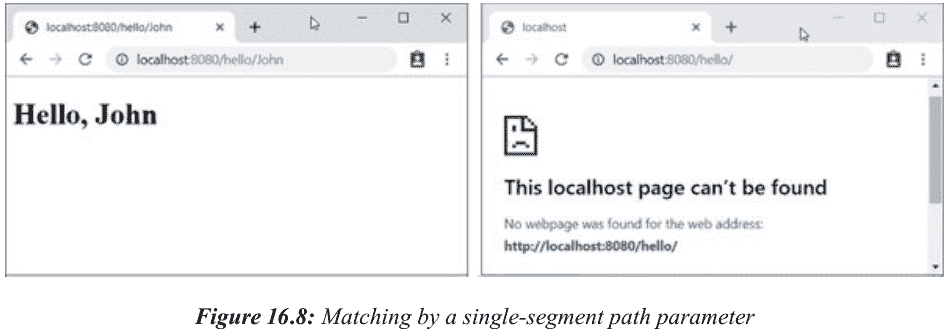 localhost:8080/hello/John
localhost:8080/hello/John
Hello, John
localhost
localhost:8080/hello/
This localhost page can't be found
No webpage was found for the web address:
http://localhost:8080/hello/
Figure 16.8: Matching by a single-segment path parameter